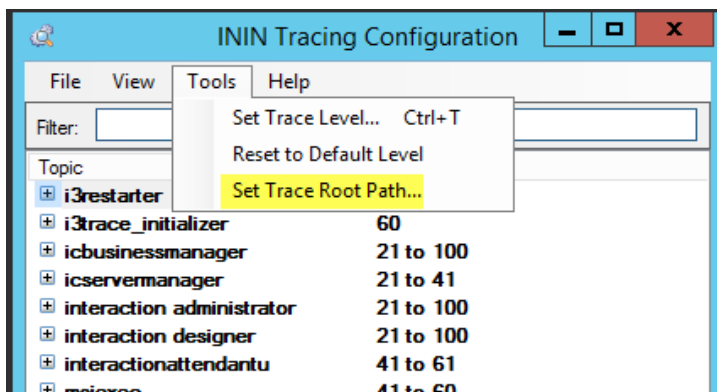 ININ Tracing Configuration
File View Tools Help
Filter:
Set Trace Level... Ctrl+T
Reset to Default Level
Set Trace Root Path...
Topic
i3restarter
i3trace_initializer 60
icbusinessmanager 21 to 100
icservermanager 21 to 41
interaction administrator 21 to 100
interaction designer 21 to 100
interactionattendantu 41 to 61
41 to 60